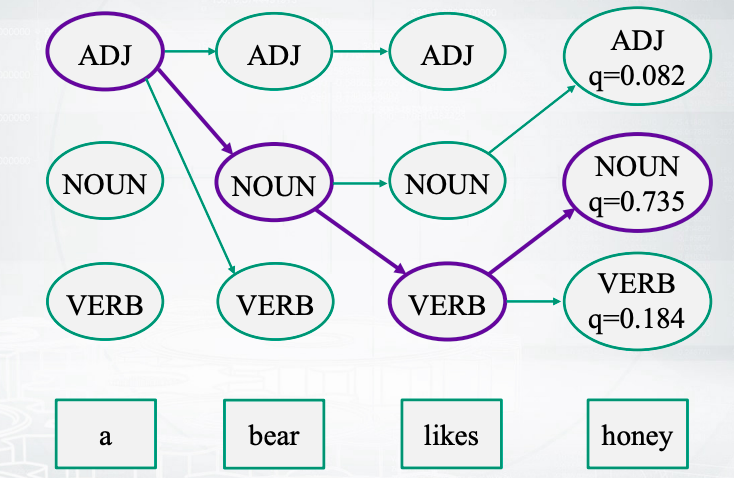 ADJ
ADJ
ADJ
ADJ
q=0.082
NOUN
NOUN
NOUN
NOUN
q=0.735
VERB
VERB
VERB
VERB
q=0.184
a
bear
likes
honey